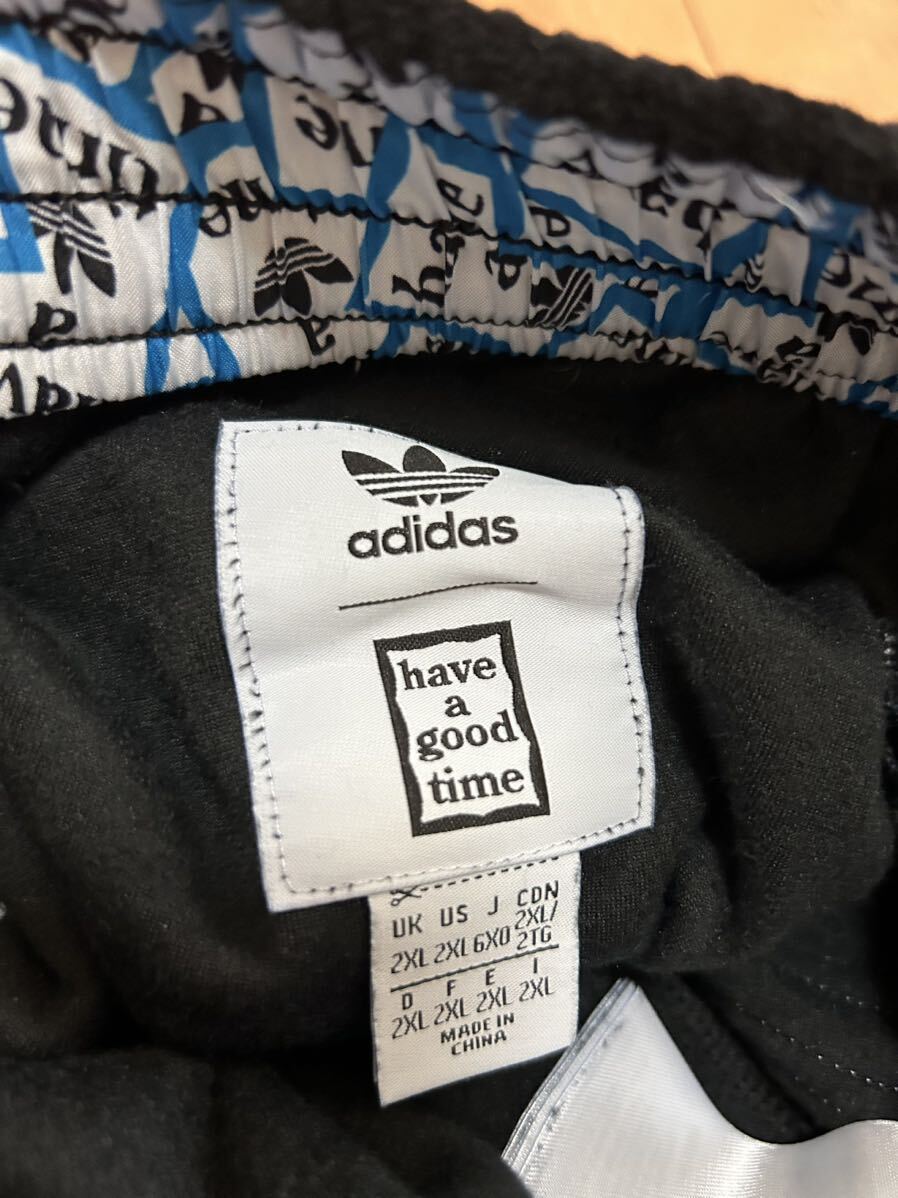 have
a
adidas
have
a
good
time
UK US J CDN
2XL 2XL 6XO 2XL/
2TG
D F E I
2XL 2XL 2XL 2XL
MADE IN
CHINA